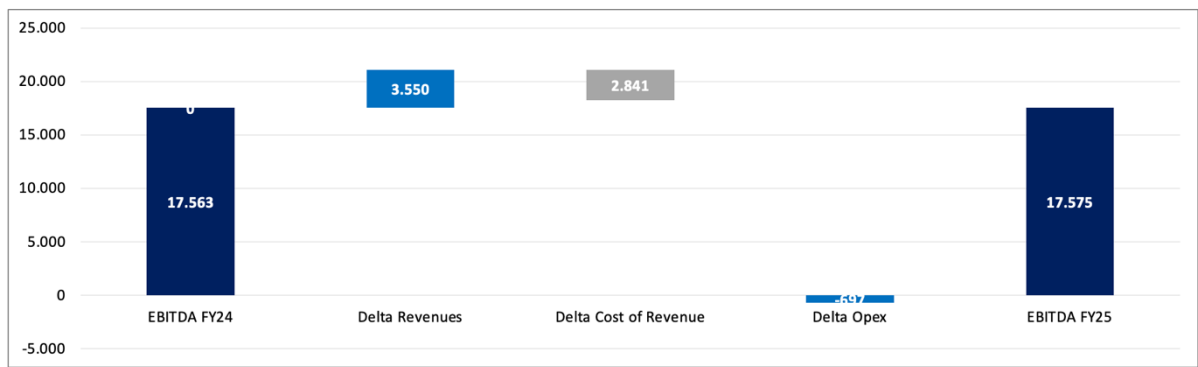 25.000
20.000
15.000
10.000
5.000
0
-5.000
0
17.563
3.550
2.841
-697
17.575
EBITDA FY24
Delta Revenues
Delta Cost of Revenue
Delta Opex
EBITDA FY25